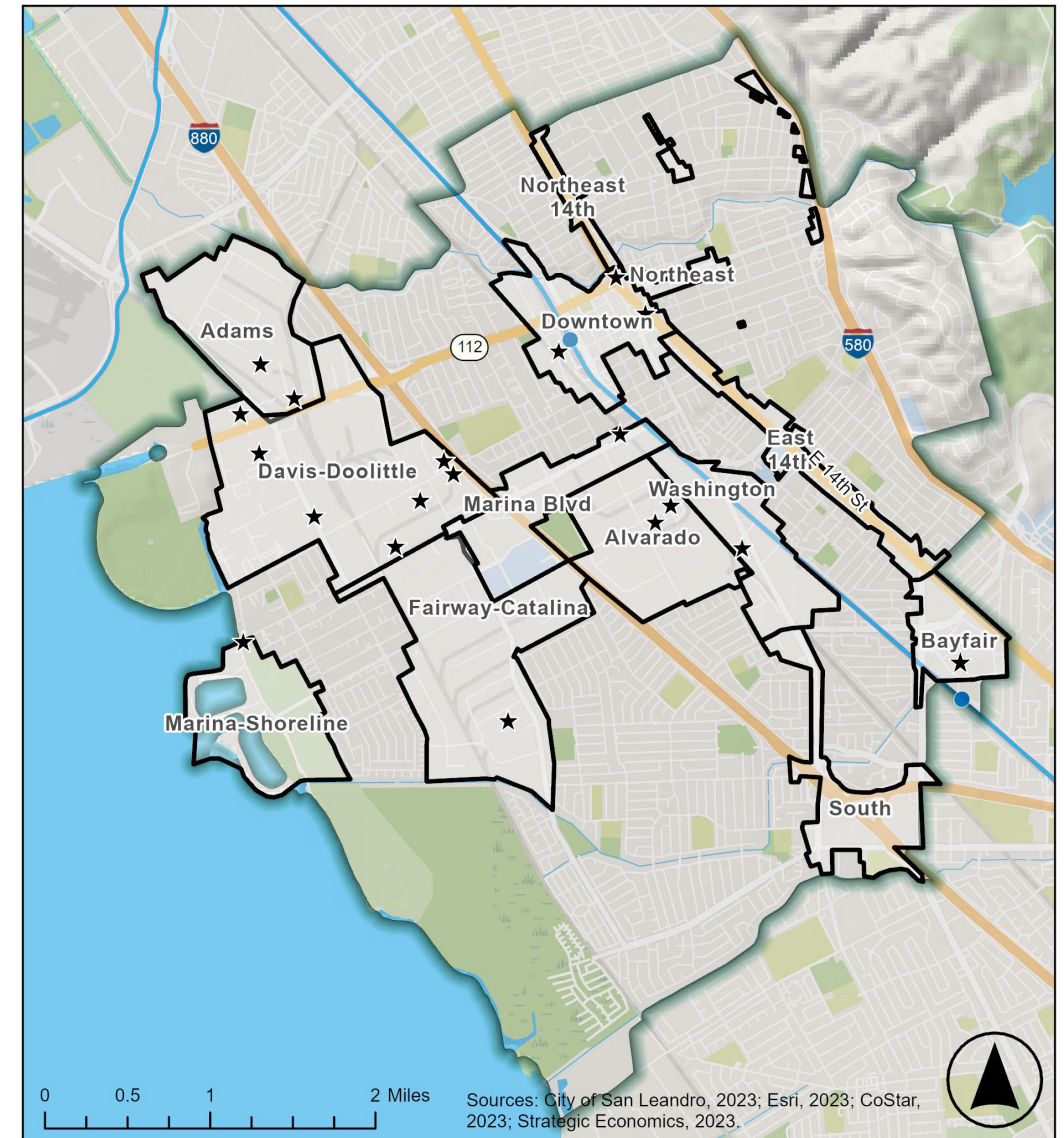 880
Northeast
14th
Northeast
Adams
Downtown
112
580
East
14th
E 14th St
Davis-Doolittle
Marina Blvd
Washington
Alvarado
Fairway-Catalina
Bayfair
Marina-Shoreline
South
0 0.5 1 2 Miles
Sources: City of San Leandro, 2023; Esri, 2023; CoStar,
2023; Strategic Economics, 2023.